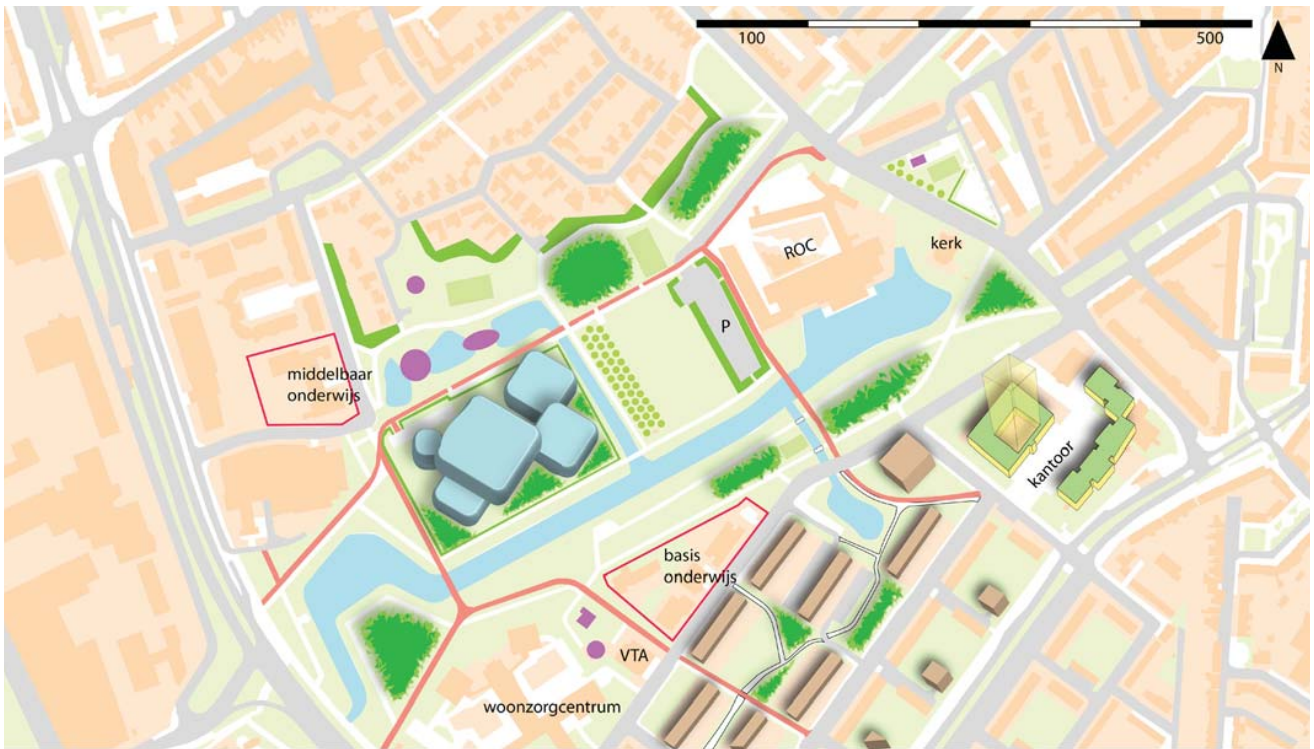 100
500
N
ROC
kerk
P
middelbaar
onderwijs
kantoor
basis
onderwijs
VTA
woonzorgcentrum